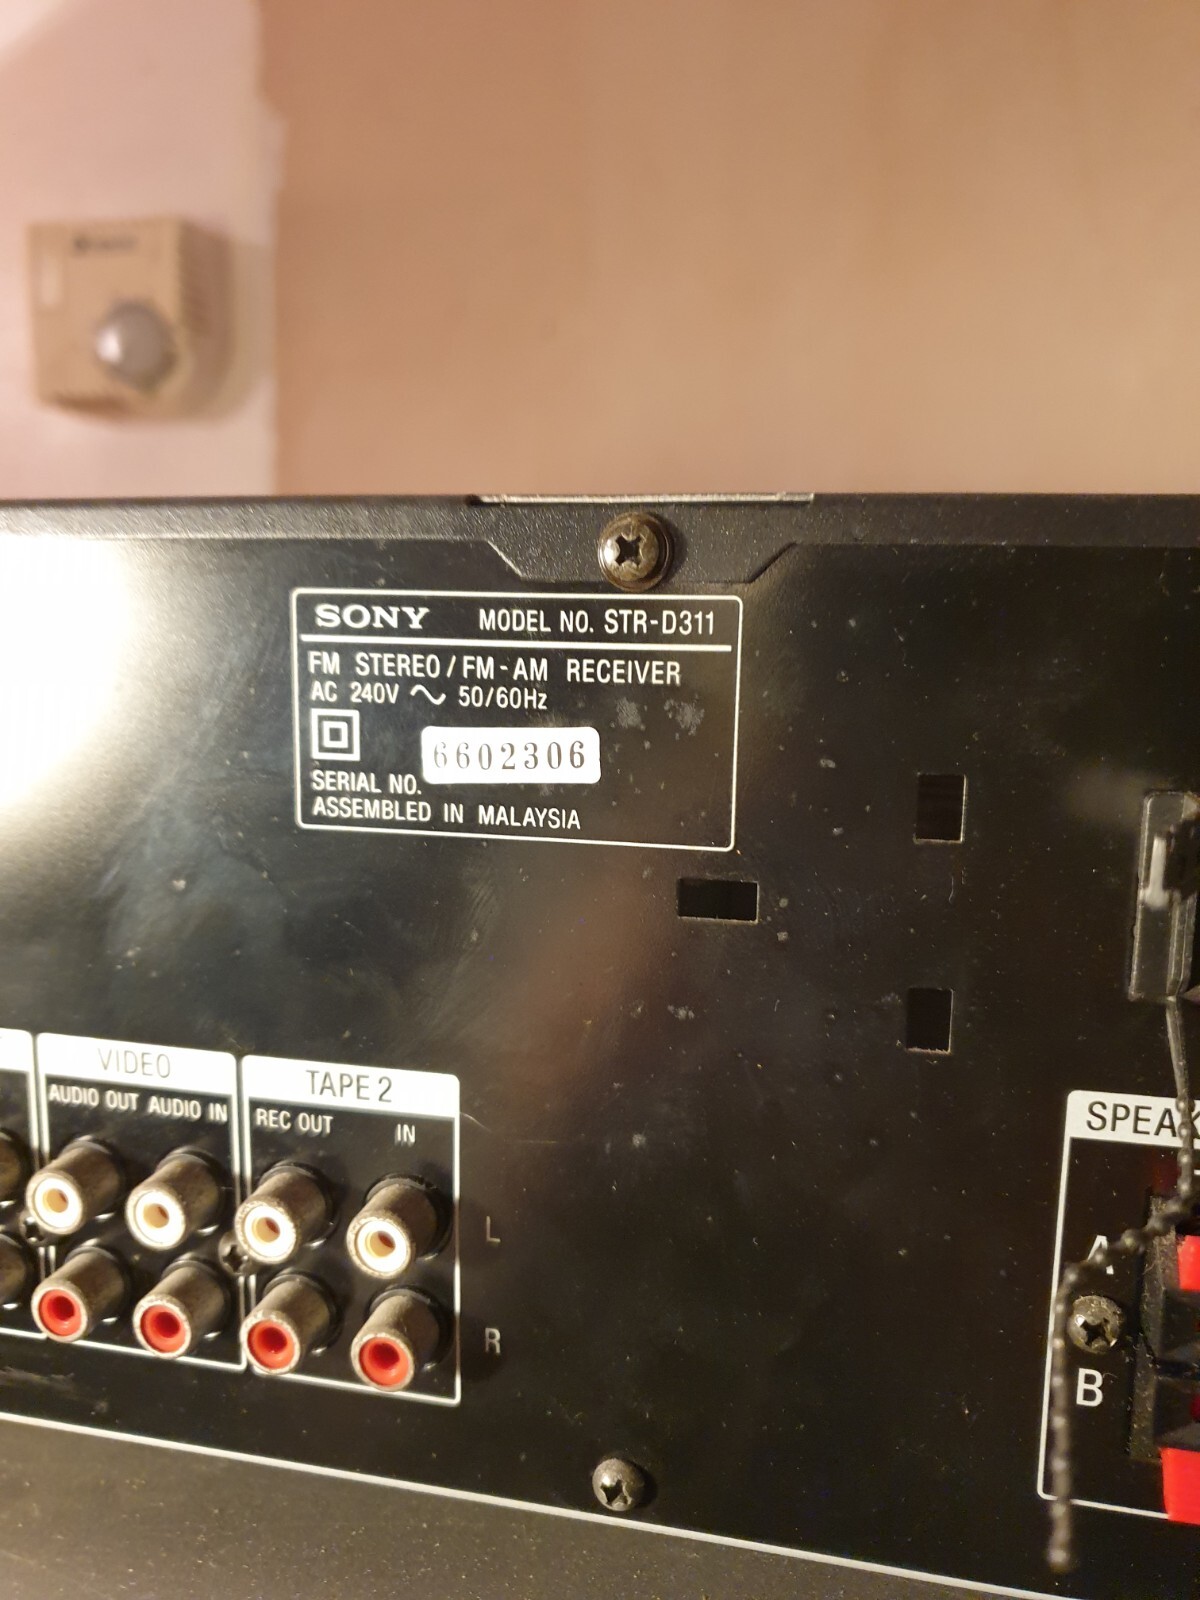 SONY MODEL NO. STR-D311
FM STEREO / FM-AM RECEIVER
AC 240V ~ 50/60Hz
6602306
SERIAL NO.
ASSEMBLED IN MALAYSIA
VIDEO
AUDIO OUT AUDIO IN
TAPE 2
REC OUT IN
L
R
SPEAK
A
B